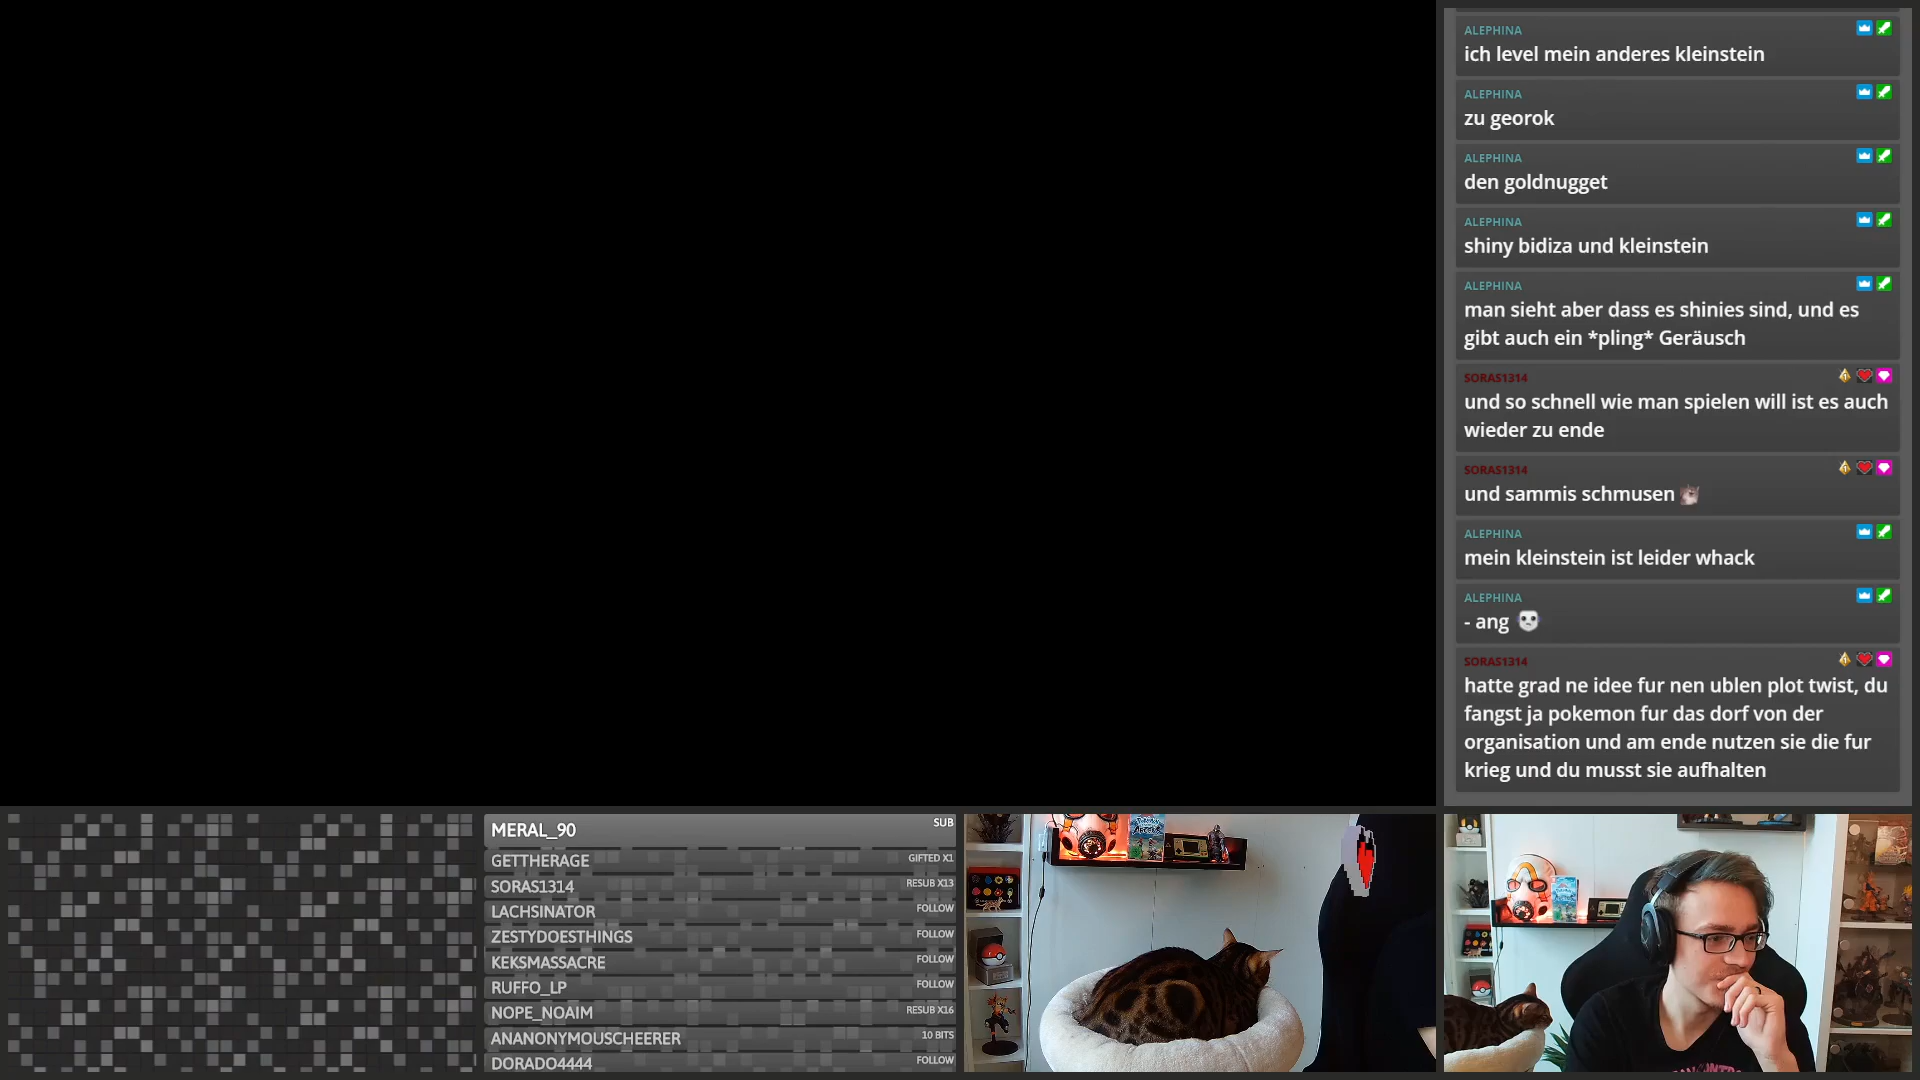 ALEPHINA
ich level mein anderes kleinstein
ALEPHINA
zu georok
ALEPHINA
den goldnugget
ALEPHINA
shiny bidiza und kleinstein
ALEPHINA
man sieht aber dass es shinies sind, und es
gibt auch ein *pling* Geräusch
SORAS1314
und so schnell wie man spielen will ist es auch
wieder zu ende
SORAS1314
und sammis schmusen
ALEPHINA
mein kleinstein ist leider whack
ALEPHINA
- ang
SORAS1314
hatte grad ne idee fur nen ublen plot twist, du
fangst ja pokemon fur das dorf von der
organisation und am ende nutzen sie die fur
krieg und du musst sie aufhalten
MERAL_90 SUB
GETTHERAGE GIFTED X1
SORAS1314 RESUB X13
LACHSINATOR FOLLOW
ZESTYDOESTHINGS FOLLOW
KEKSMASSACRE FOLLOW
RUFFO_LP FOLLOW
NOPE_NOAIM RESUB X16
ANANONYMOUSCHEERER 10 BITS
DORADO4444 FOLLOW